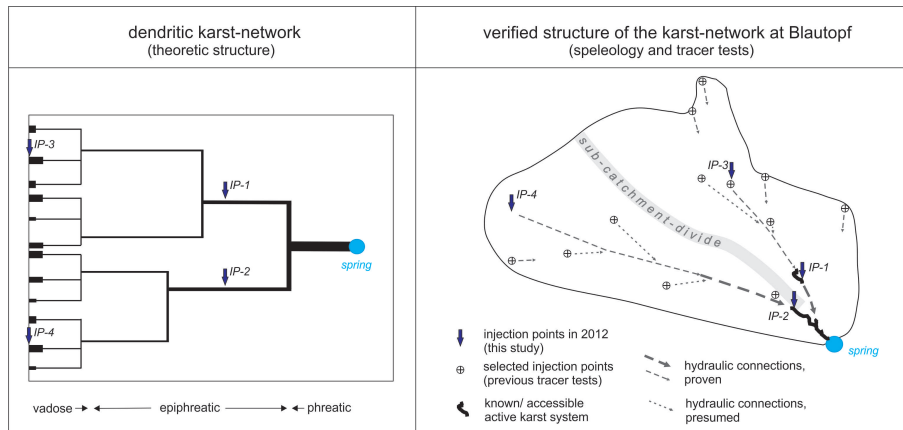 dendritic karst-network
(theoretic structure)
verified structure of the karst-network at Blautopf
(speleology and tracer tests)
IP-3
IP-1
IP-2
spring
IP-4
vadose
epiphreatic
phreatic
sub-catchment-divide
IP-3
IP-4
IP-1
IP-2
spring
injection points in 2012
(this study)
selected injection points
(previous tracer tests)
known/ accessible
active karst system
hydraulic connections,
proven
hydraulic connections,
presumed